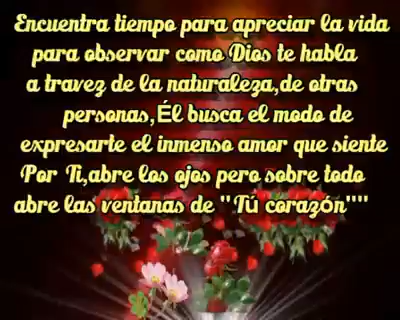 Encuentra tiempo para apreciar la vida
para observar como Dios te habla
a travez de la naturaleza,de otras
personas,Él busca el modo de
expresarte el inmenso amor que siente
Por Ti,abre los ojos pero sobre todo
abre las ventanas de "Tú corazón""